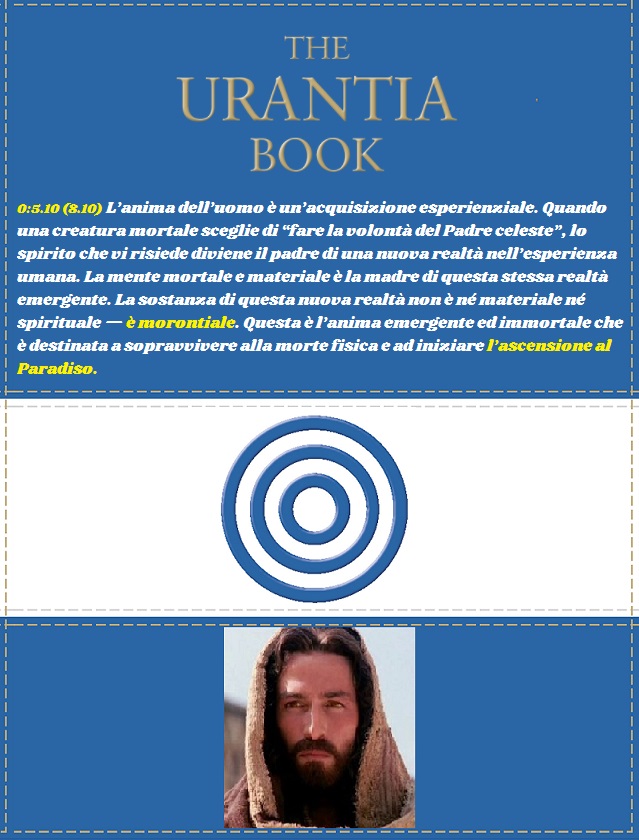 THE
URANTIA
BOOK
0:5.10 (8.10) L’anima dell’uomo è un’acquisizione esperienziale. Quando
una creatura mortale sceglie di “fare la volontà del Padre celeste”, lo
spirito che vi risiede diviene il padre di una nuova realtà nell’esperienza
umana. La mente mortale e materiale è la madre di questa stessa realtà
emergente. La sostanza di questa nuova realtà non è né materiale né
spirituale — è morontiale. Questa è l’anima emergente ed immortale che
è destinata a sopravvivere alla morte fisica e ad iniziare l’ascensione al
Paradiso.